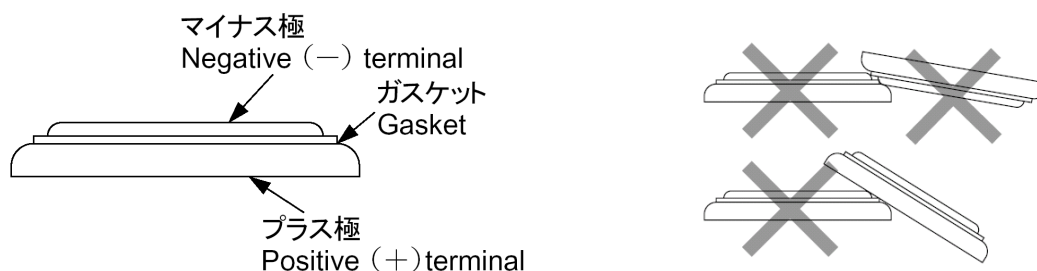 マイナス極
Negative (－) terminal
ガスケット
Gasket
プラス極
Positive (＋)terminal